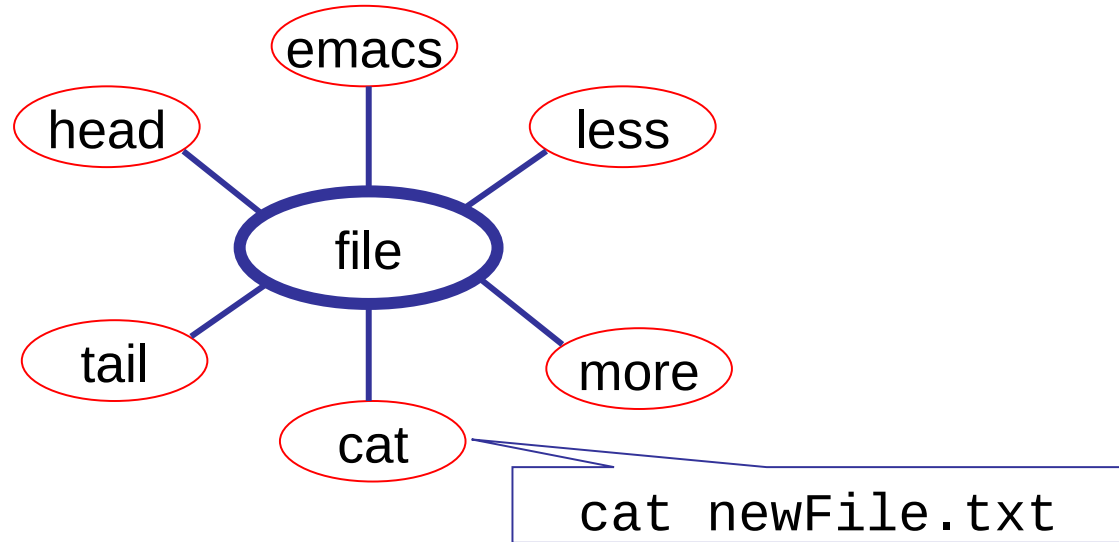 emacs
head
less
file
tail
more
cat
cat newFile.txt